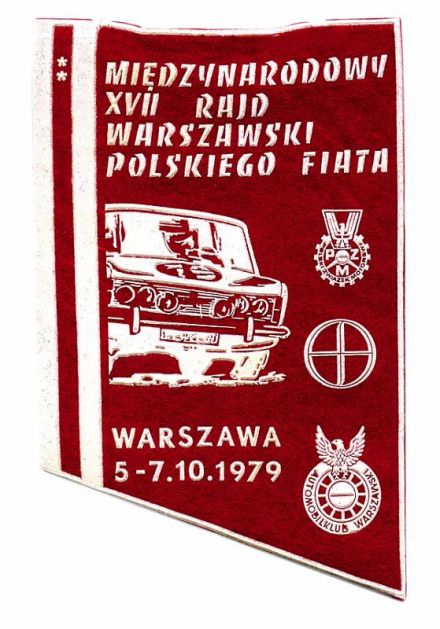 **
MIĘDZYNARODOWY
XVII RAJD
WARSZAWSKI
POLSKIEGO FIATA
PZM
WARSZAWA
5-7.10.1979
AUTOMOBILKLUB WARSZAWSKI